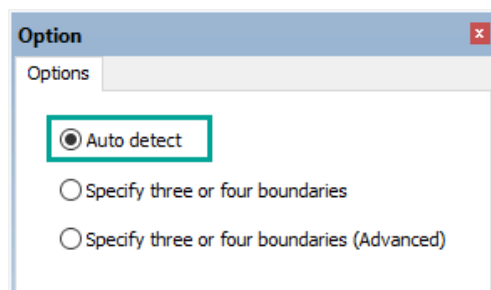 Option
Options
Auto detect
Specify three or four boundaries
Specify three or four boundaries (Advanced)